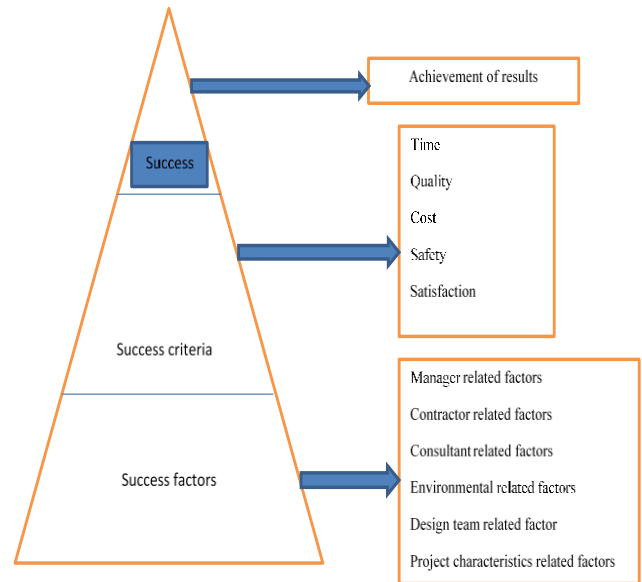 Achievement of results
Success
Time
Quality
Cost
Safety
Satisfaction
Success criteria
Manager related factors
Contractor related factors
Consultant related factors
Environmental related factors
Design team related factor
Project characteristics related factors
Success factors